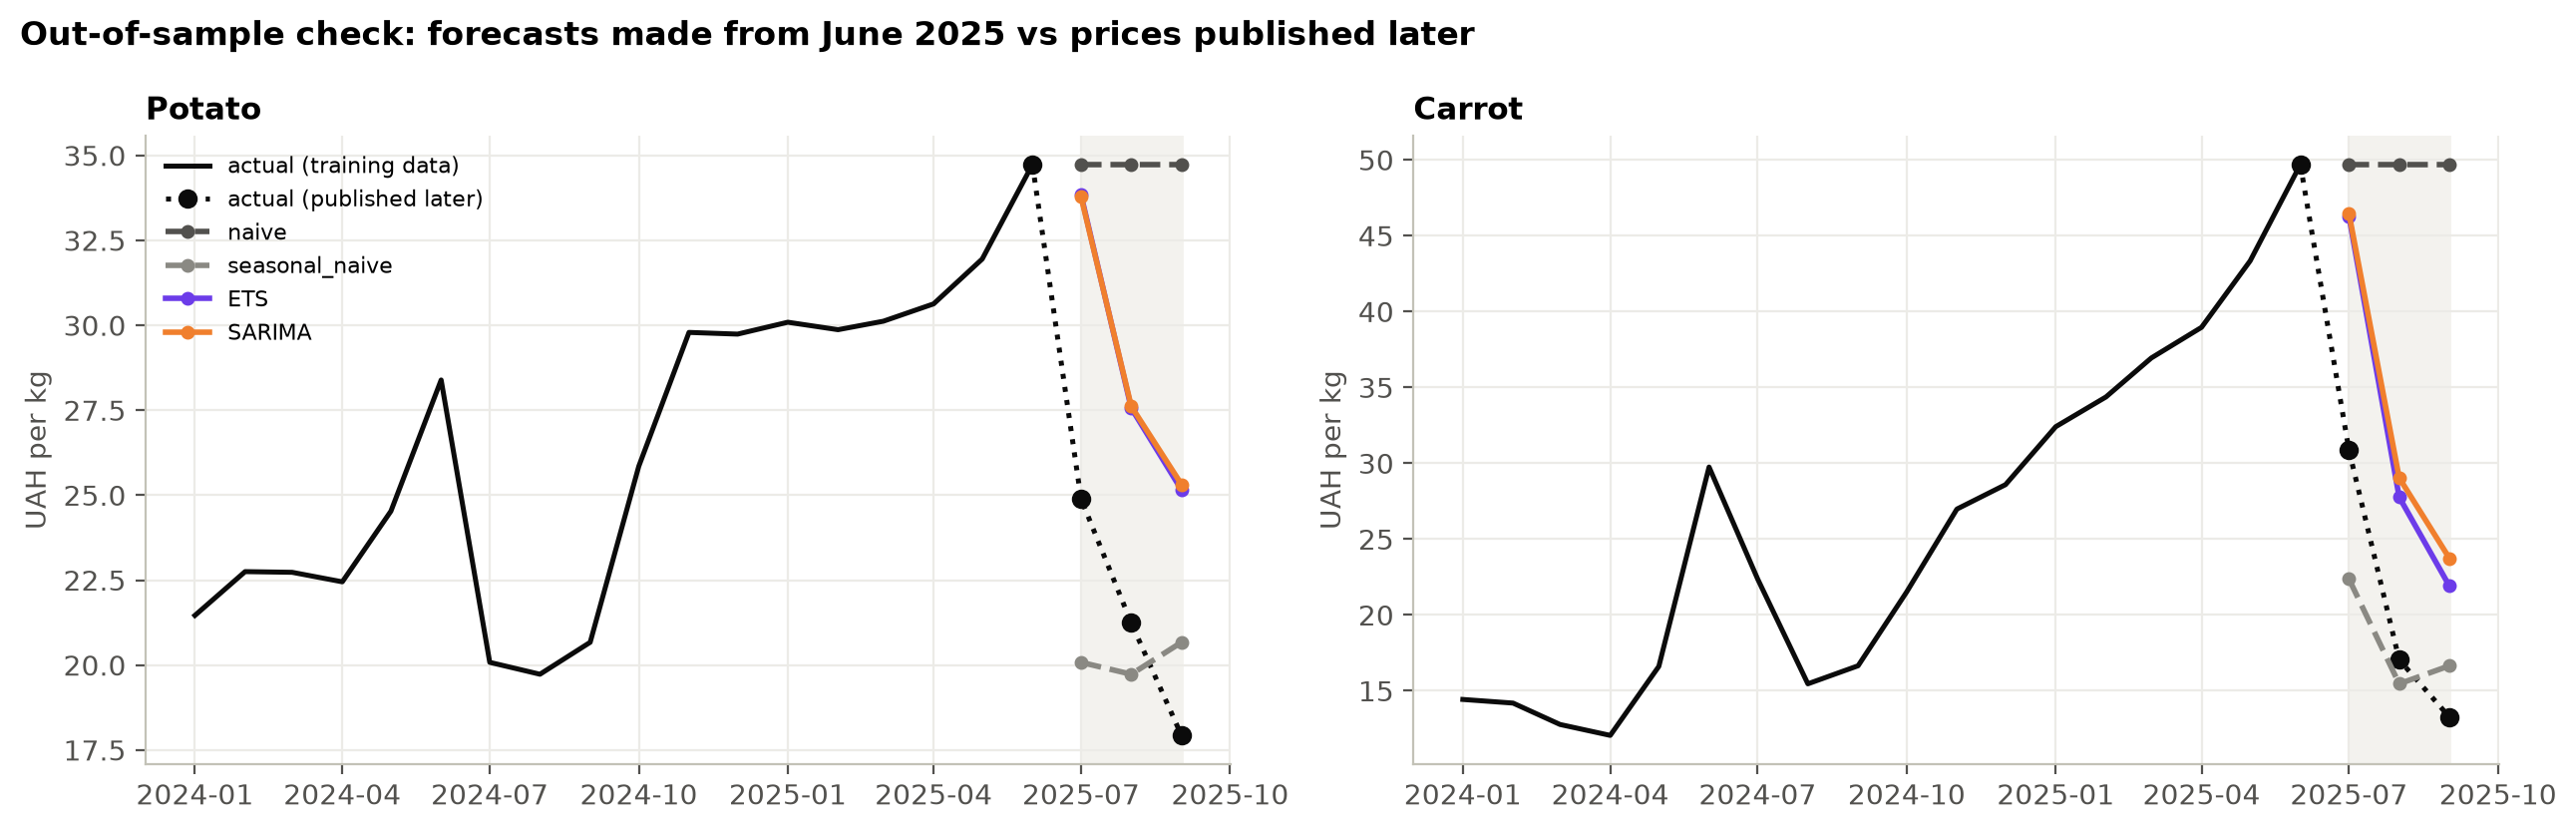 Out-of-sample check: forecasts made from June 2025 vs prices published later
Potato
UAH per kg
35.0
32.5
30.0
27.5
25.0
22.5
20.0
17.5
actual (training data)
actual (published later)
naive
seasonal_naive
ETS
SARIMA
2024-01 2024-04 2024-07 2024-10 2025-01 2025-04 2025-07 2025-10
Carrot
UAH per kg
50
45
40
35
30
25
20
15
2024-01 2024-04 2024-07 2024-10 2025-01 2025-04 2025-07 2025-10